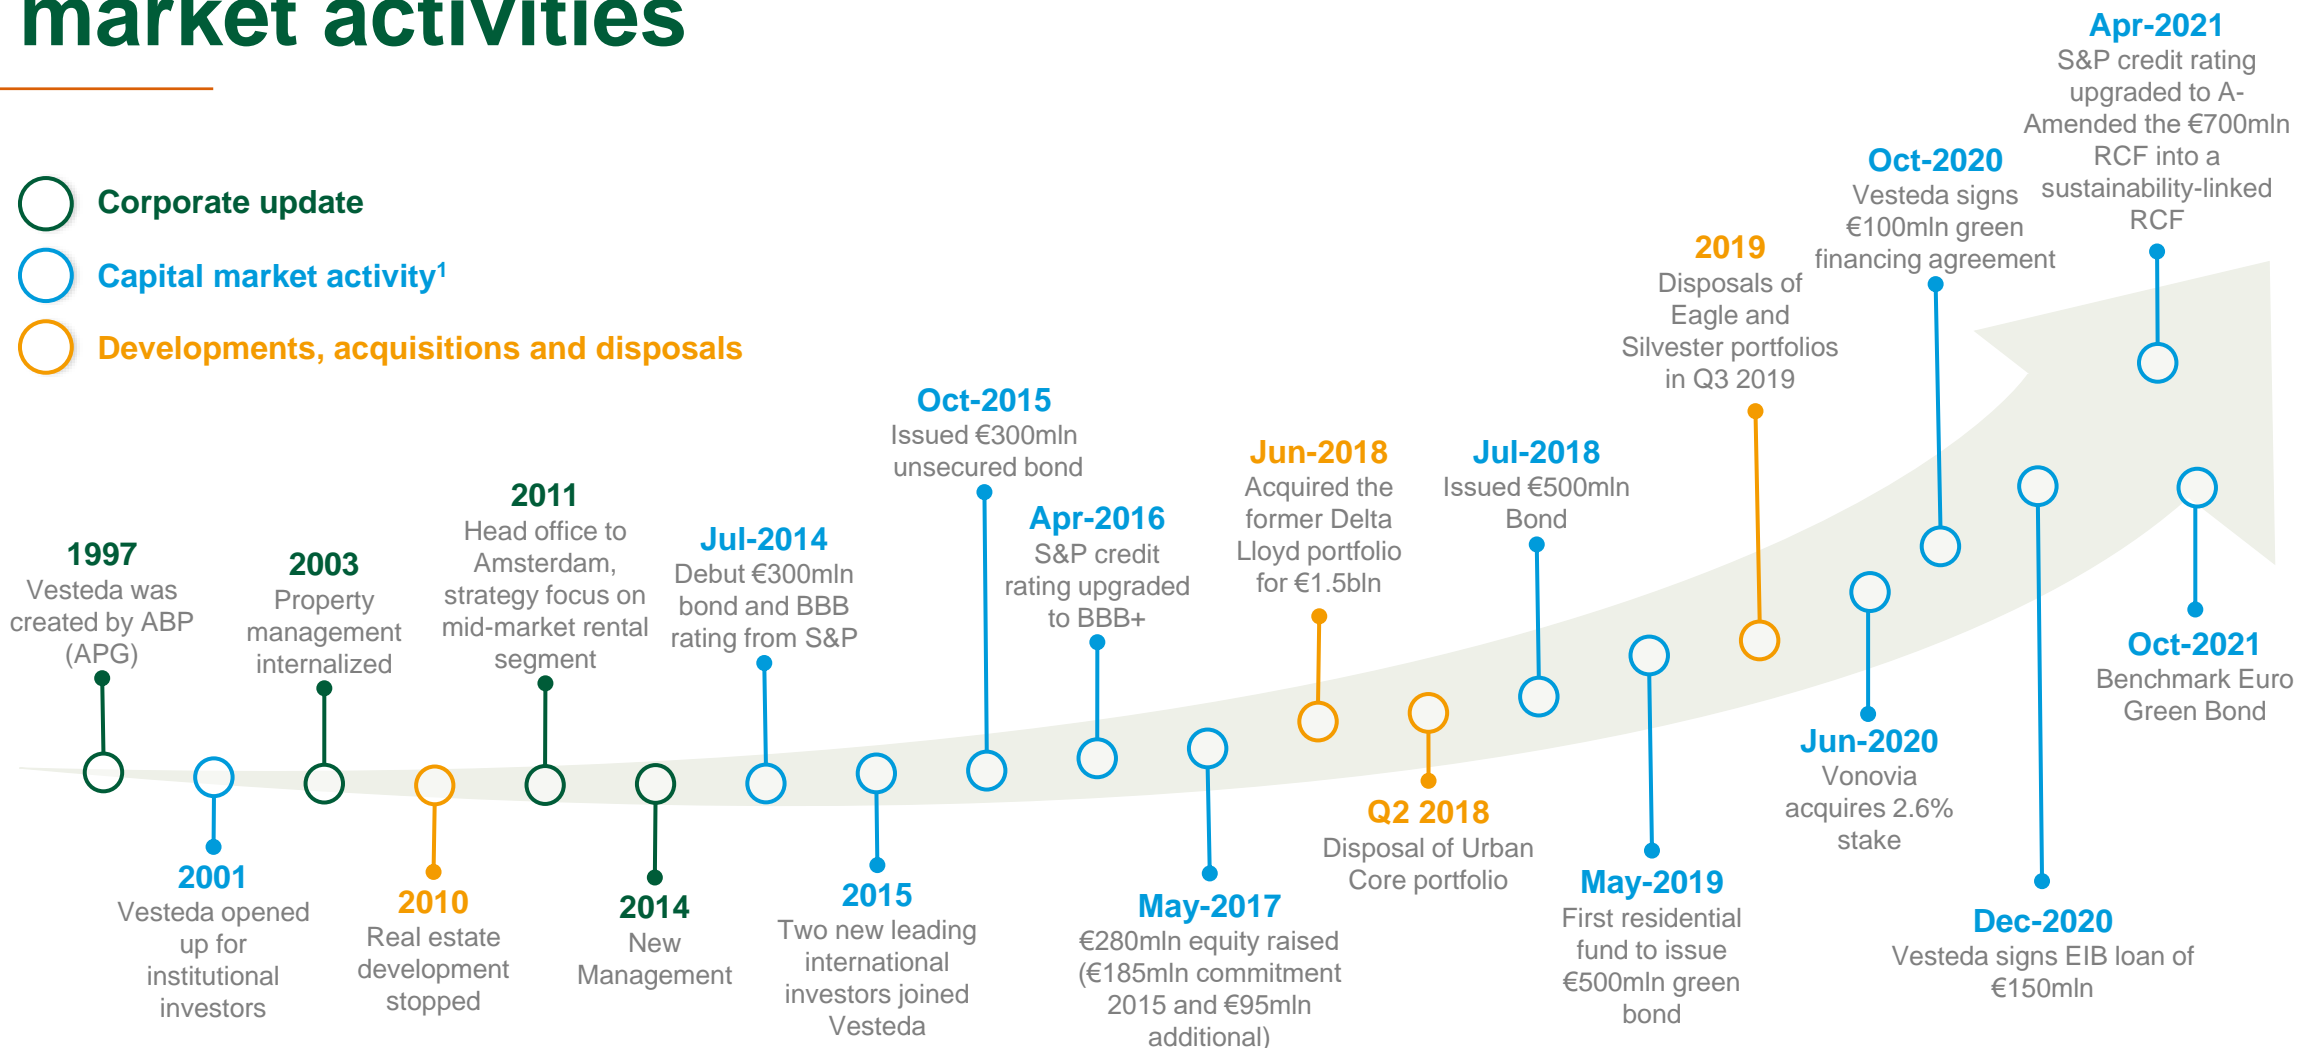 market activities
Corporate update
Capital market activity1
Developments, acquisitions and disposals
1997
Vesteda was
created by ABP
(APG)
2001
Vesteda opened
up for
institutional
investors
2003
Property
management
internalized
2010
Real estate
development
stopped
2011
Head office to
Amsterdam,
strategy focus on
mid-market rental
segment
2014
New
Management
Jul-2014
Debut €300mln
bond and BBB
rating from S&P
2015
Two new leading
international
investors joined
Vesteda
Oct-2015
Issued €300mln
unsecured bond
Apr-2016
S&P credit
rating upgraded
to BBB+
May-2017
€280mln equity raised
(€185mln commitment
2015 and €95mln
additional)
Jun-2018
Acquired the
former Delta
Lloyd portfolio
for €1.5bln
Q2 2018
Disposal of Urban
Core portfolio
Jul-2018
Issued €500mln
Bond
May-2019
First residential
fund to issue
€500mln green
bond
2019
Disposals of
Eagle and
Silvester portfolios
in Q3 2019
Jun-2020
Vonovia
acquires 2.6%
stake
Oct-2020
Vesteda signs
€100mln green
financing agreement
Dec-2020
Vesteda signs EIB loan of
€150mln
Apr-2021
S&P credit rating
upgraded to A-
Amended the €700mln
RCF into a
sustainability-linked
RCF
Oct-2021
Benchmark Euro
Green Bond